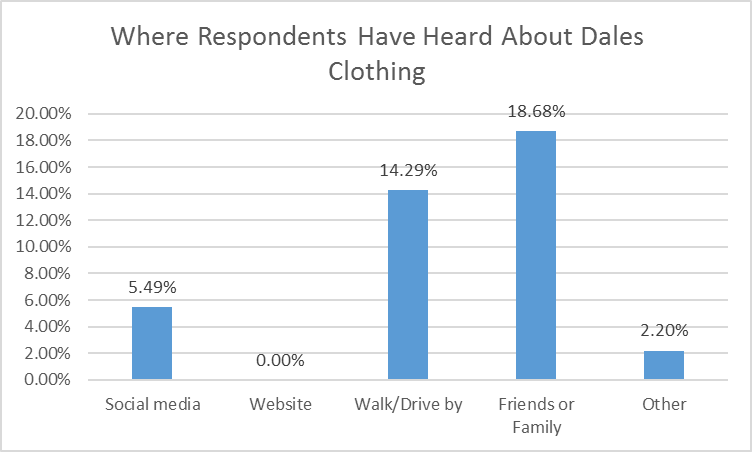 Where Respondents Have Heard About Dales
Clothing
20.00%
18.00%
16.00%
14.00%
12.00%
10.00%
8.00%
6.00%
4.00%
2.00%
0.00%
5.49%
0.00%
14.29%
18.68%
2.20%
Social media
Website
Walk/Drive by
Friends or
Family
Other